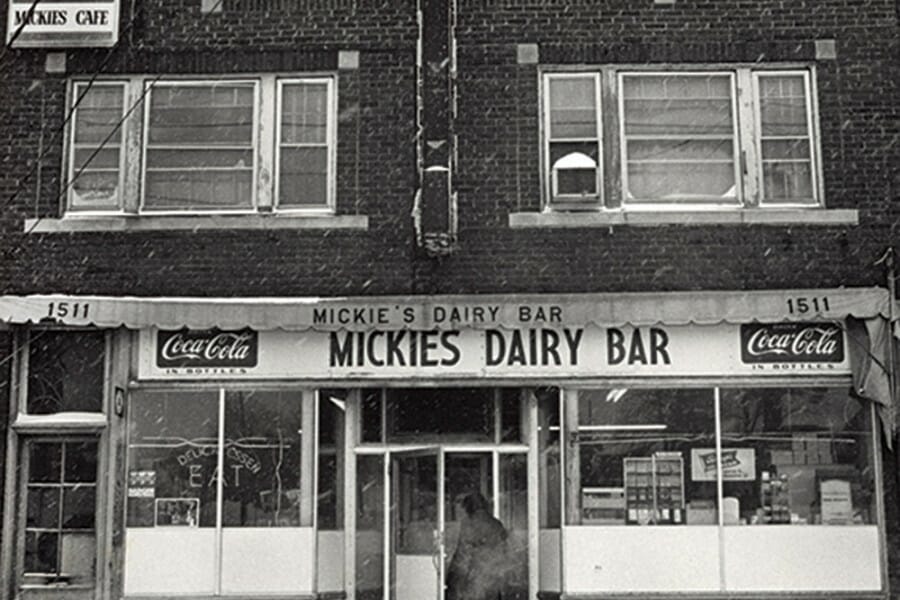 MICKIES CAFE
1511
MICKIE'S DAIRY BAR
1511
Coca-Cola
IN BOTTLES
MICKIES DAIRY BAR
DRINK
Coca-Cola
IN BOTTLES
DELICATESSEN
EAT